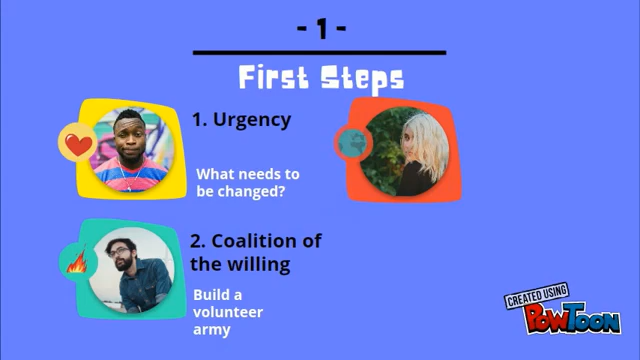 - 1 -
First Steps
1. Urgency
What needs to
be changed?
2. Coalition of
the willing
Build a
volunteer
army
CREATED USING
POWTOON